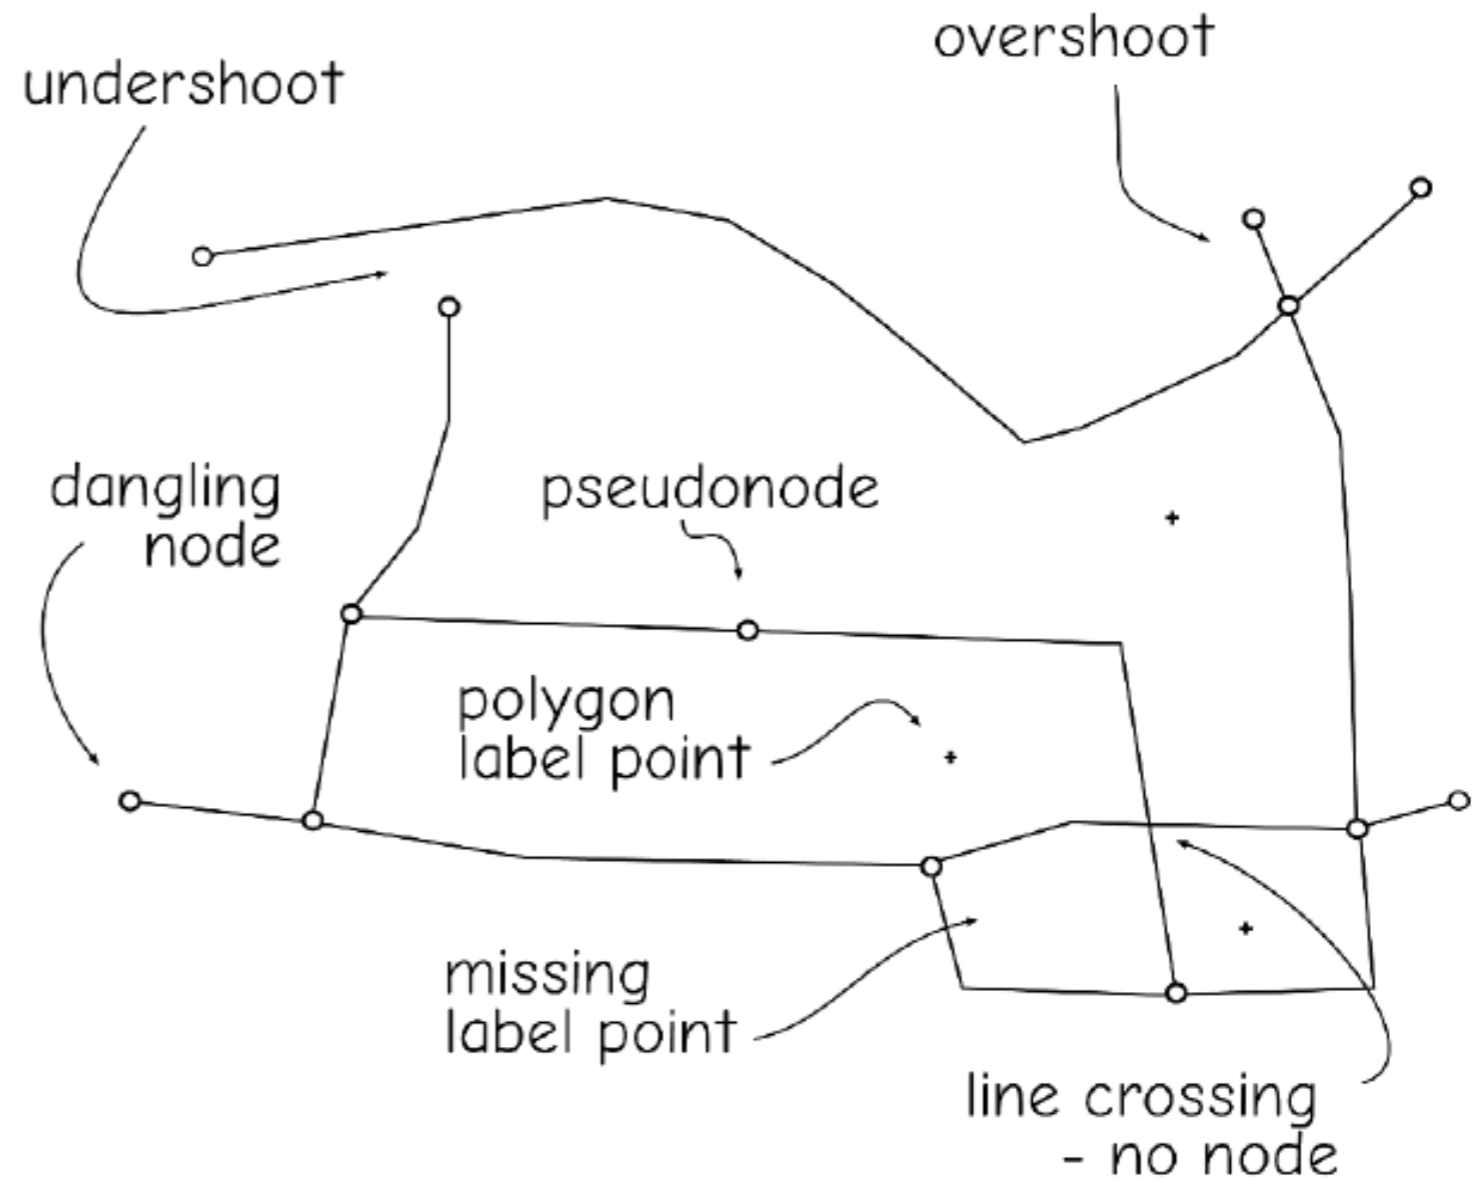 overshoot
undershoot
dangling
node
pseudonode
polygon
label point
missing
label point
line crossing
- no node